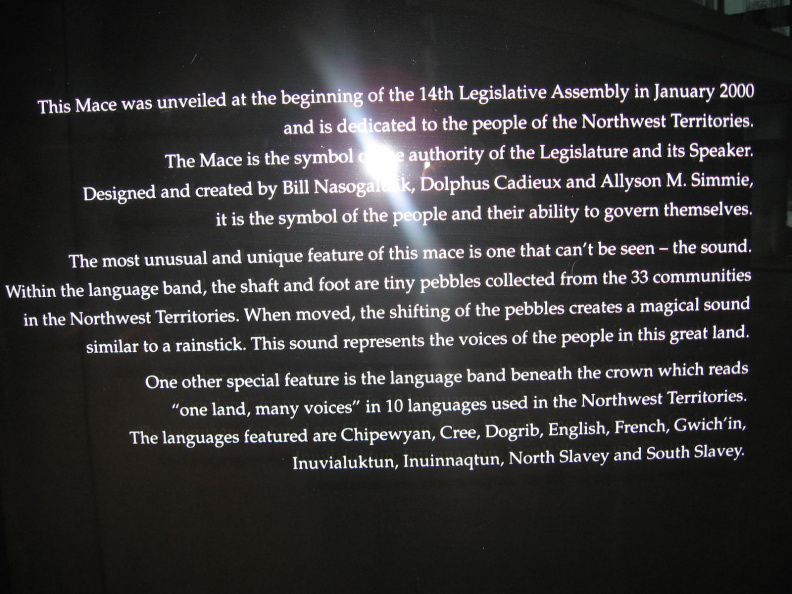 This Mace was unveiled at the beginning of the 14th Legislative Assembly in January 2000
and is dedicated to the people of the Northwest Territories.
The Mace is the symbol authority of the Legislature and its Speaker.
Designed and created by Bill Dolphus Cadieux and Allyson M. Simmie,
it is the symbol of the people and their ability to govern themselves.
The most unusual and unique feature of this mace is one that can't be seen – the sound.
Within the language band, the shaft and foot are tiny pebbles collected from the 33 communities
in the Northwest Territories. When moved, the shifting of the pebbles creates a magical sound
similar to a rainstick. This sound represents the voices of the people in this great land.
One other special feature is the language band beneath the crown which reads
“one land, many voices” in 10 languages used in the Northwest Territories.
The languages featured are Chipewyan, Cree, Dogrib, English, French, Gwich'in,
Inuvialuktun, Inuinnaqtun, North Slavey and South Slavey.